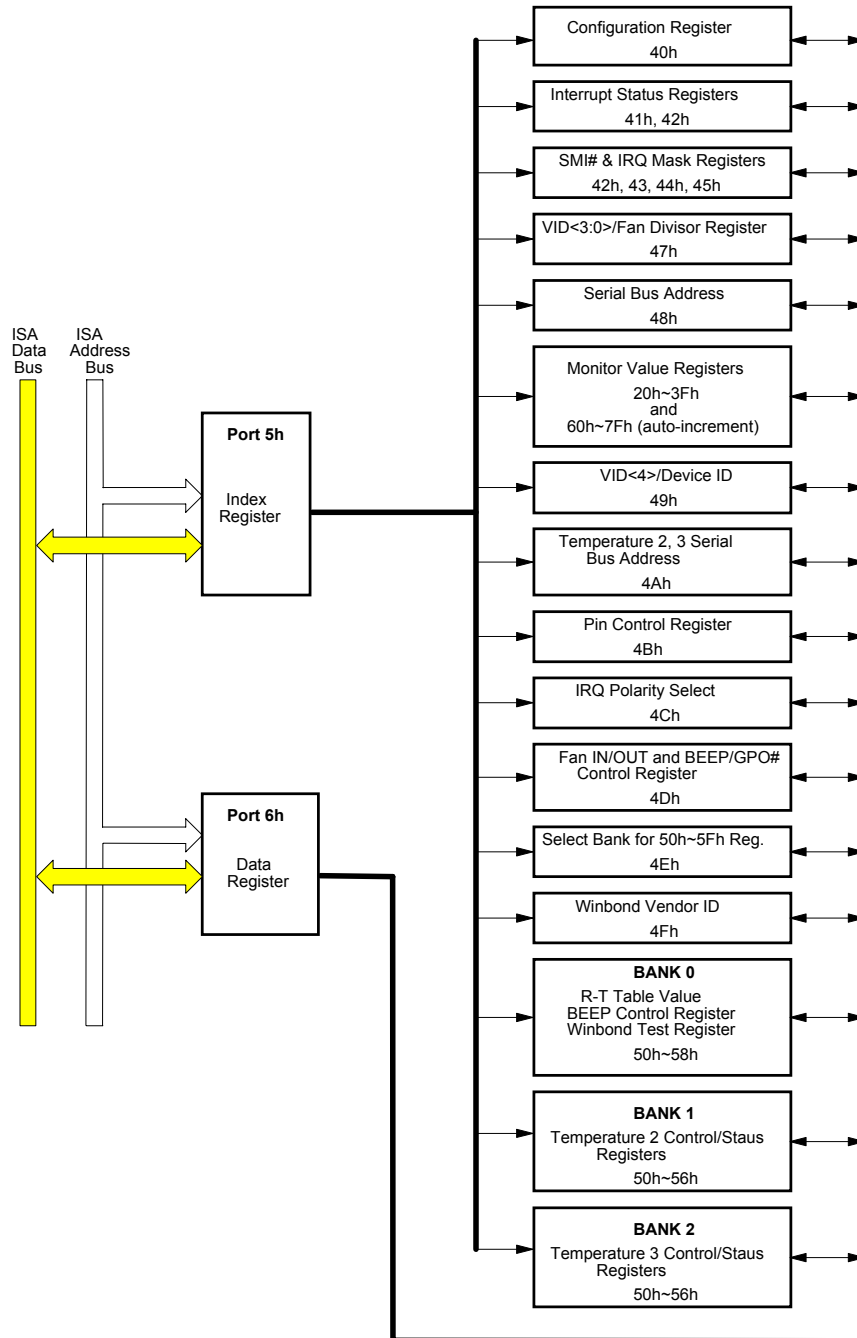 Configuration Register
40h
Interrupt Status Registers
41h, 42h
SMI# & IRQ Mask Registers
42h, 43, 44h, 45h
VID<3:0>/Fan Divisor Register
47h
Serial Bus Address
48h
ISA
Data
Bus
ISA
Address
Bus
Monitor Value Registers
20h~3Fh
and
60h~7Fh (auto-increment)
Port 5h
Index
Register
VID<4>/Device ID
49h
Temperature 2, 3 Serial
Bus Address
4Ah
Pin Control Register
4Bh
IRQ Polarity Select
4Ch
Fan IN/OUT and BEEP/GPO#
Control Register
4Dh
Port 6h
Data
Register
Select Bank for 50h~5Fh Reg.
4Eh
Winbond Vendor ID
4Fh
BANK 0
R-T Table Value
BEEP Control Register
Winbond Test Register
50h~58h
BANK 1
Temperature 2 Control/Staus
Registers
50h~56h
BANK 2
Temperature 3 Control/Staus
Registers
50h~56h